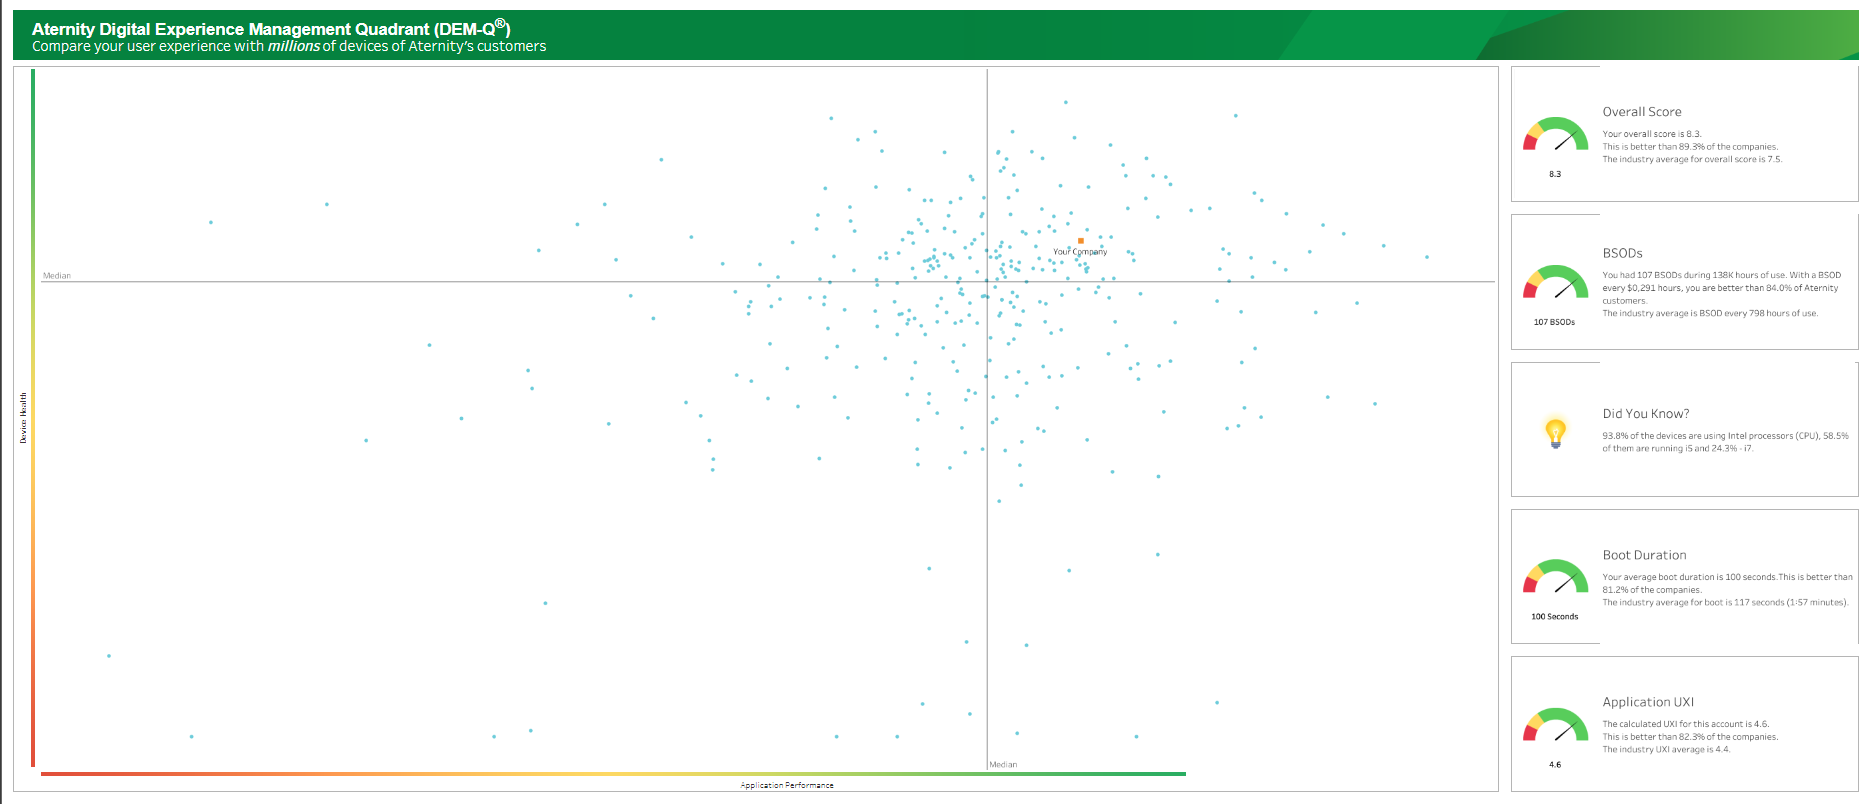 Aternity Digital Experience Management Quadrant (DEM-Q®)
Compare your user experience with millions of devices of Aternity's customers
Median
Your Company
Device Health
Median
Application Performance
Overall Score
Your overall score is 8.3.
This is better than 89.3% of the companies.
The industry average for overall score is 7.5.
8.3
BSODs
You had 107 BSODs during 138K hours of use. With a BSOD
every $0,291 hours, you are better than 84.0% of Aternity
customers.
The industry average is BSOD every 798 hours of use.
107 BSODs
Did You Know?
93.8% of the devices are using Intel processors (CPU), 58.5%
of them are running i5 and 24.3% - i7.
Boot Duration
Your average boot duration is 100 seconds.This is better than
81.2% of the companies.
The industry average for boot is 117 seconds (1:57 minutes).
100 Seconds
Application UXI
The calculated UXI for this account is 4.6.
This is better than 82.3% of the companies.
The industry UXI average is 4.4.
4.6